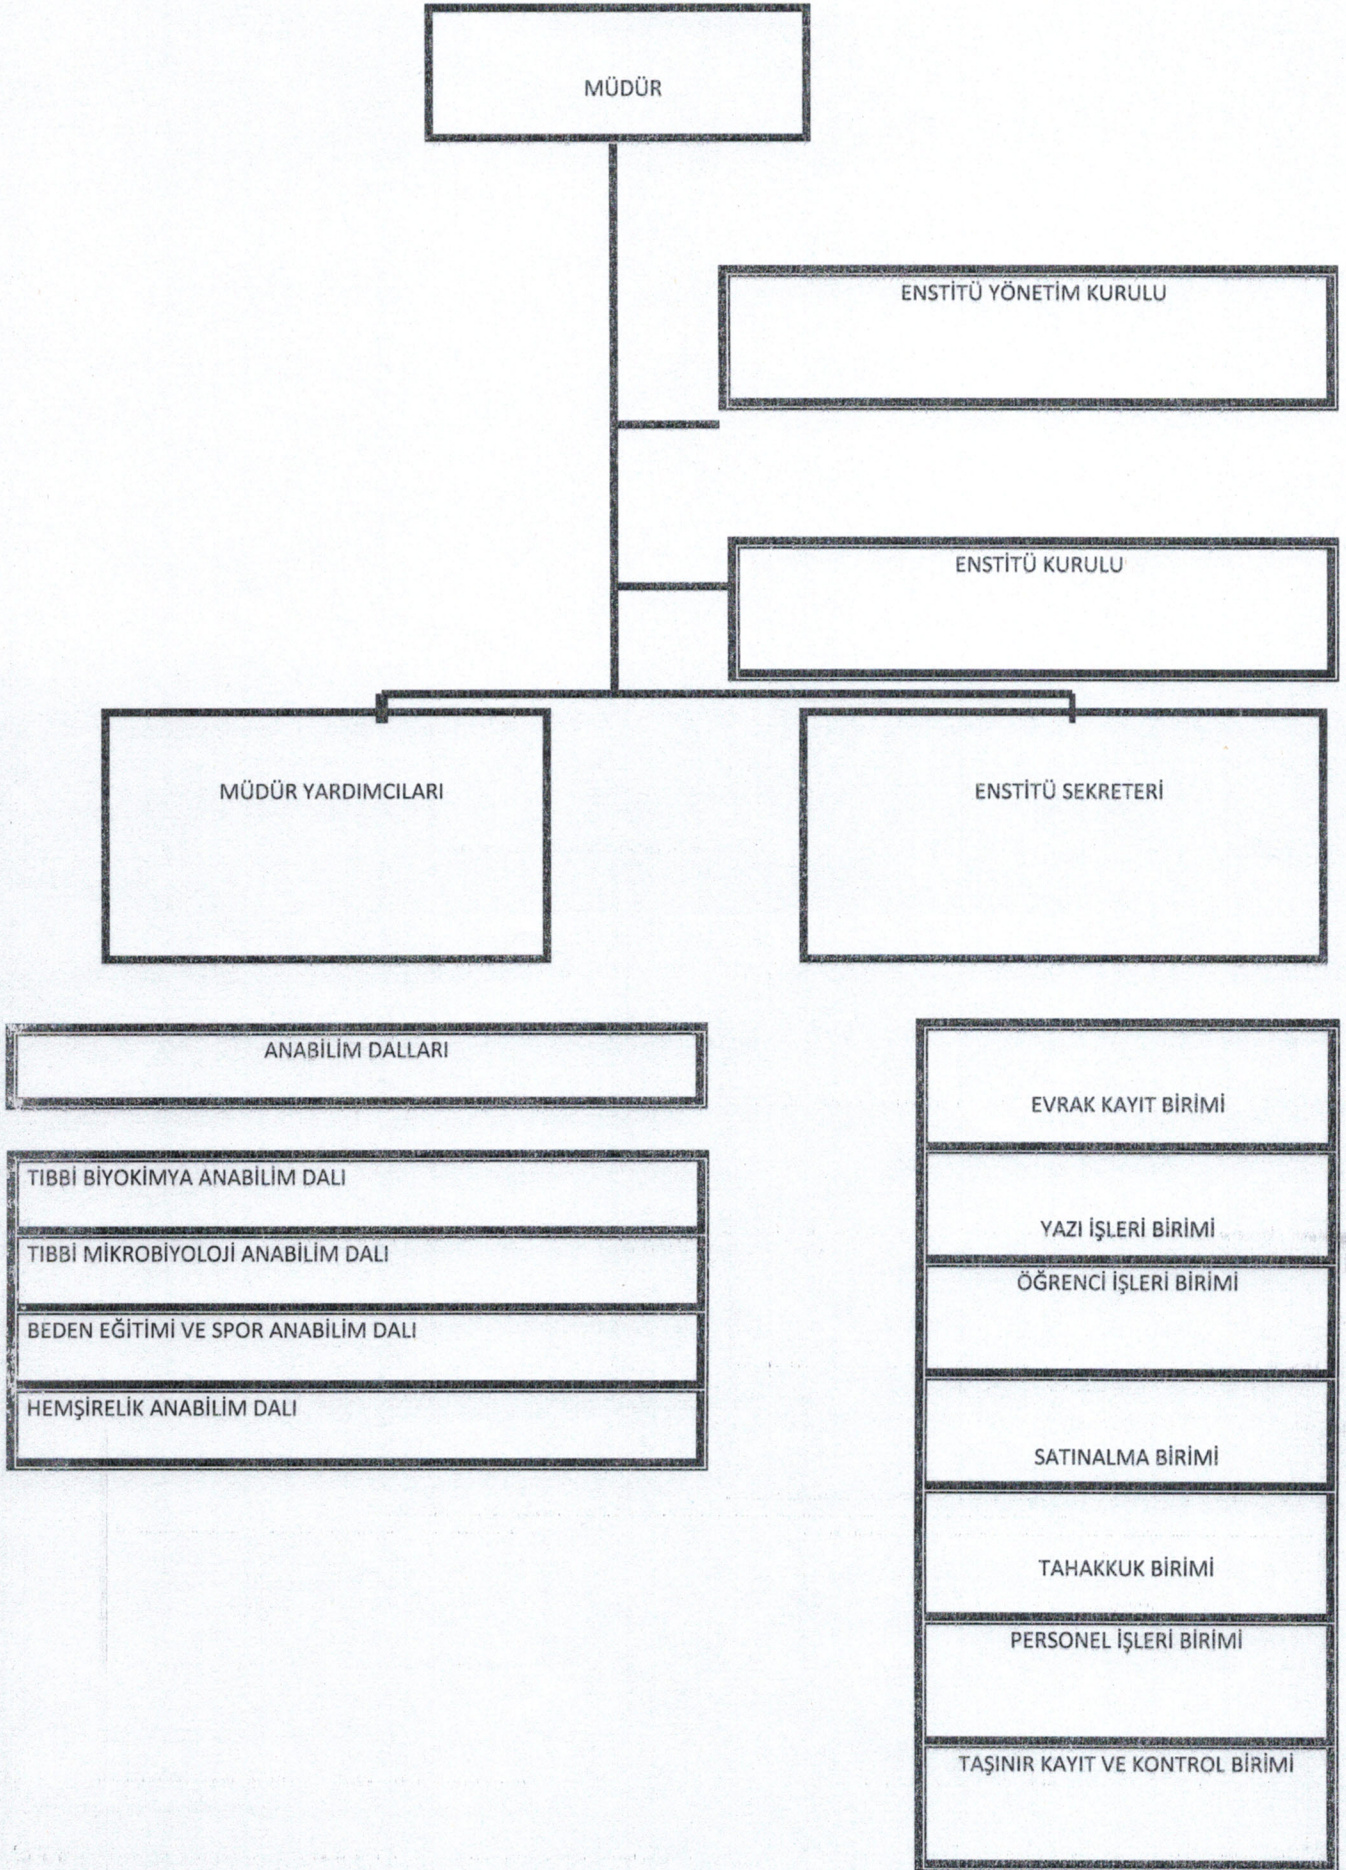 MÜDÜR
ENSTİTÜ YÖNETİM KURULU
ENSTİTÜ KURULU
MÜDÜR YARDIMCILARI
ENSTİTÜ SEKRETERİ
ANABİLİM DALLARI
TIBBİ BİYOKİMYA ANABİLİM DALI
TIBBİ MİKROBİYOLOJİ ANABİLİM DALI
BEDEN EĞİTİMİ VE SPOR ANABİLİM DALI
HEMŞİRELİK ANABİLİM DALI
EVRAK KAYIT BİRİMİ
YAZI İŞLERİ BİRİMİ
ÖĞRENCİ İŞLERİ BİRİMİ
SATINALMA BİRİMİ
TAHAKKUK BİRİMİ
PERSONEL İŞLERİ BİRİMİ
TAŞINIR KAYIT VE KONTROL BİRİMİ